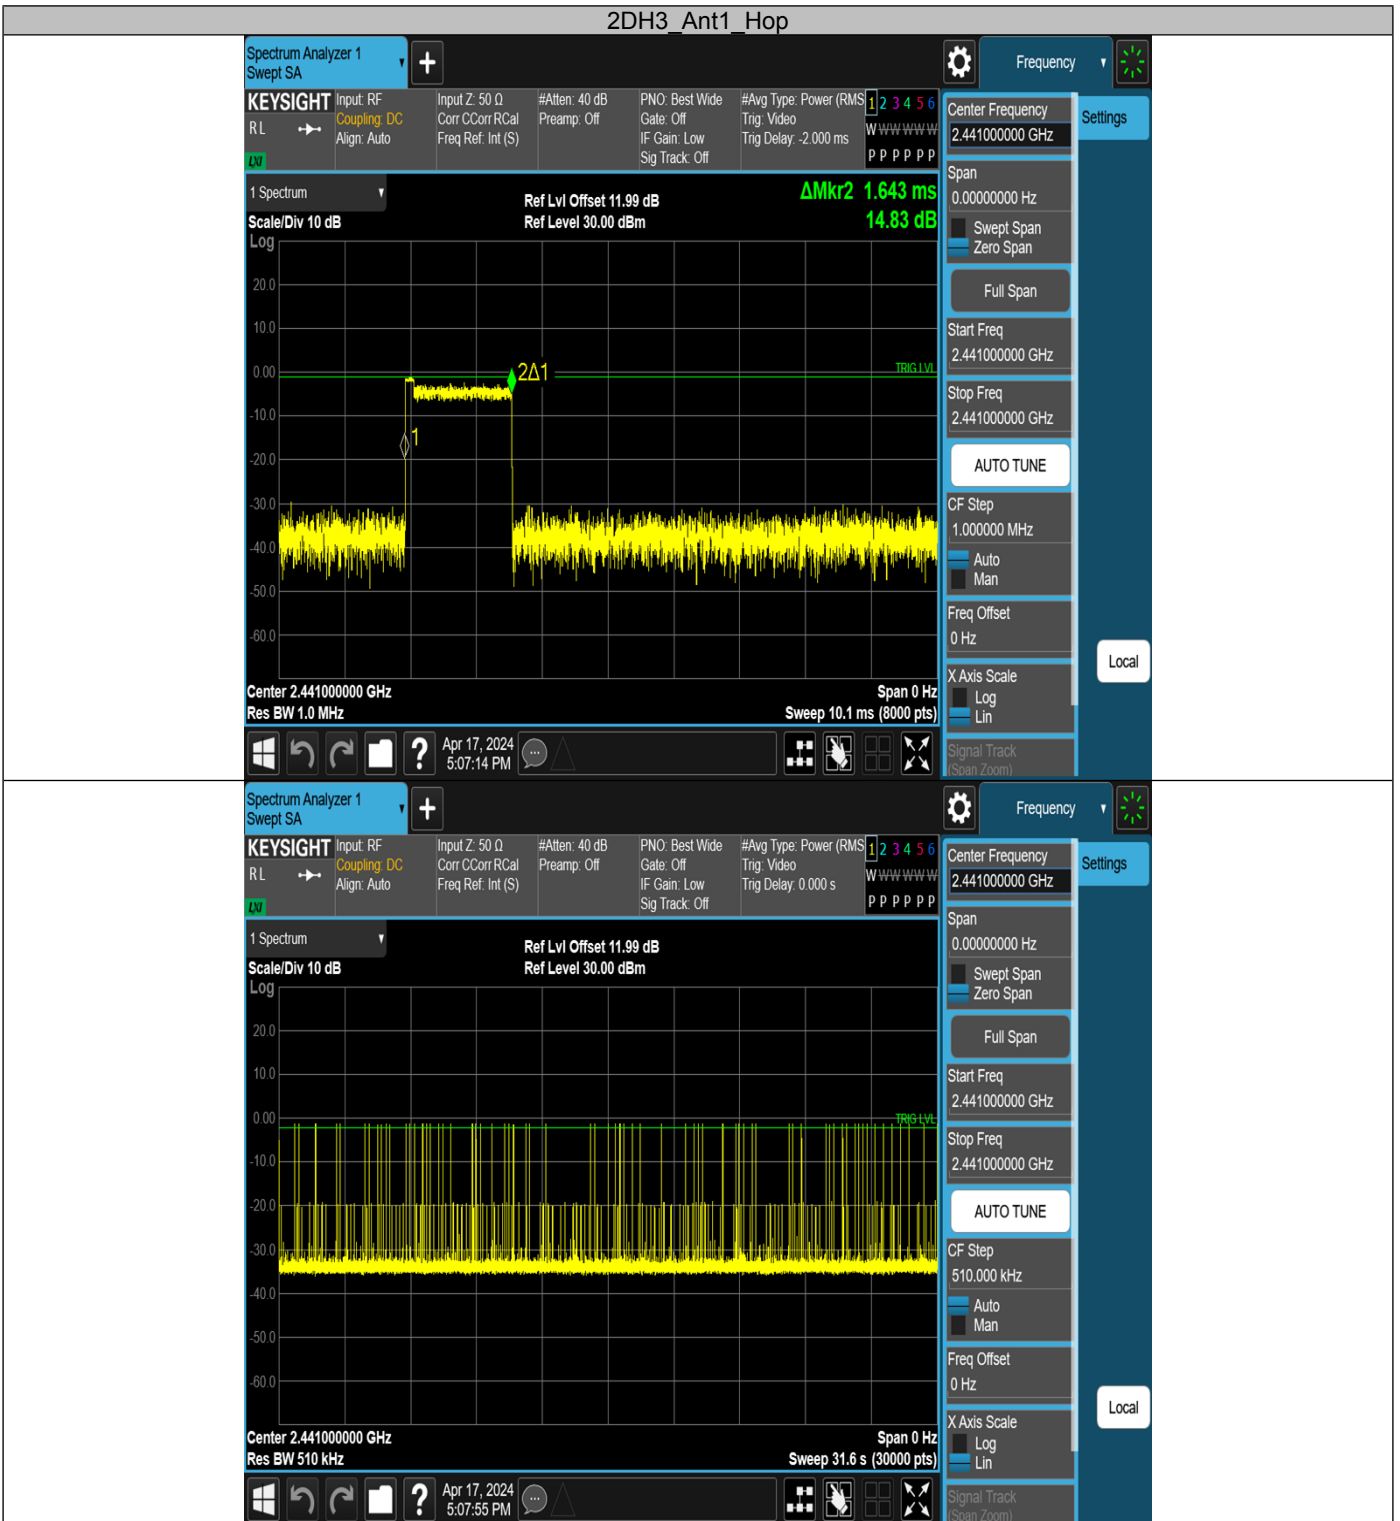 2DH3_Ant1_Hop
Spectrum Analyzer 1
Swept SA
+
Frequency
KEYSIGHT
RL
LXI
Input: RF
Coupling: DC
Align: Auto
Input Z: 50 Ω
Corr CCorr RCal
Freq Ref: Int (S)
#Atten: 40 dB
Preamp: Off
PNO: Best Wide
Gate: Off
IF Gain: Low
Sig Track: Off
#Avg Type: Power (RMS
Trig: Video
Trig Delay: -2.000 ms
1 2 3 4 5 6
W W W W W W
P P P P P P
Center Frequency
2.441000000 GHz
Settings
Span
0.00000000 Hz
Swept Span
Zero Span
Full Span
Start Freq
2.441000000 GHz
Stop Freq
2.441000000 GHz
AUTO TUNE
CF Step
1.000000 MHz
Auto
Man
Freq Offset
0 Hz
X Axis Scale
Log
Lin
Signal Track
(Span Zoom)
Local
1 Spectrum
Scale/Div 10 dB
Log
Ref Lvl Offset 11.99 dB
Ref Level 30.00 dBm
ΔMkr2 1.643 ms
14.83 dB
20.0
10.0
0.00
-10.0
-20.0
-30.0
-40.0
-50.0
-60.0
TRIG LVL
2Δ1
1
Center 2.441000000 GHz
Res BW 1.0 MHz
Span 0 Hz
Sweep 10.1 ms (8000 pts)
?
Apr 17, 2024
5:07:14 PM
Spectrum Analyzer 1
Swept SA
+
Frequency
KEYSIGHT
RL
LXI
Input: RF
Coupling: DC
Align: Auto
Input Z: 50 Ω
Corr CCorr RCal
Freq Ref: Int (S)
#Atten: 40 dB
Preamp: Off
PNO: Best Wide
Gate: Off
IF Gain: Low
Sig Track: Off
#Avg Type: Power (RMS
Trig: Video
Trig Delay: 0.000 s
1 2 3 4 5 6
W W W W W W
P P P P P P
Center Frequency
2.441000000 GHz
Settings
Span
0.00000000 Hz
Swept Span
Zero Span
Full Span
Start Freq
2.441000000 GHz
Stop Freq
2.441000000 GHz
AUTO TUNE
CF Step
510.000 kHz
Auto
Man
Freq Offset
0 Hz
X Axis Scale
Log
Lin
Signal Track
(Span Zoom)
Local
1 Spectrum
Scale/Div 10 dB
Log
Ref Lvl Offset 11.99 dB
Ref Level 30.00 dBm
20.0
10.0
0.00
-10.0
-20.0
-30.0
-40.0
-50.0
-60.0
TRIG LVL
Center 2.441000000 GHz
Res BW 510 kHz
Span 0 Hz
Sweep 31.6 s (30000 pts)
?
Apr 17, 2024
5:07:55 PM